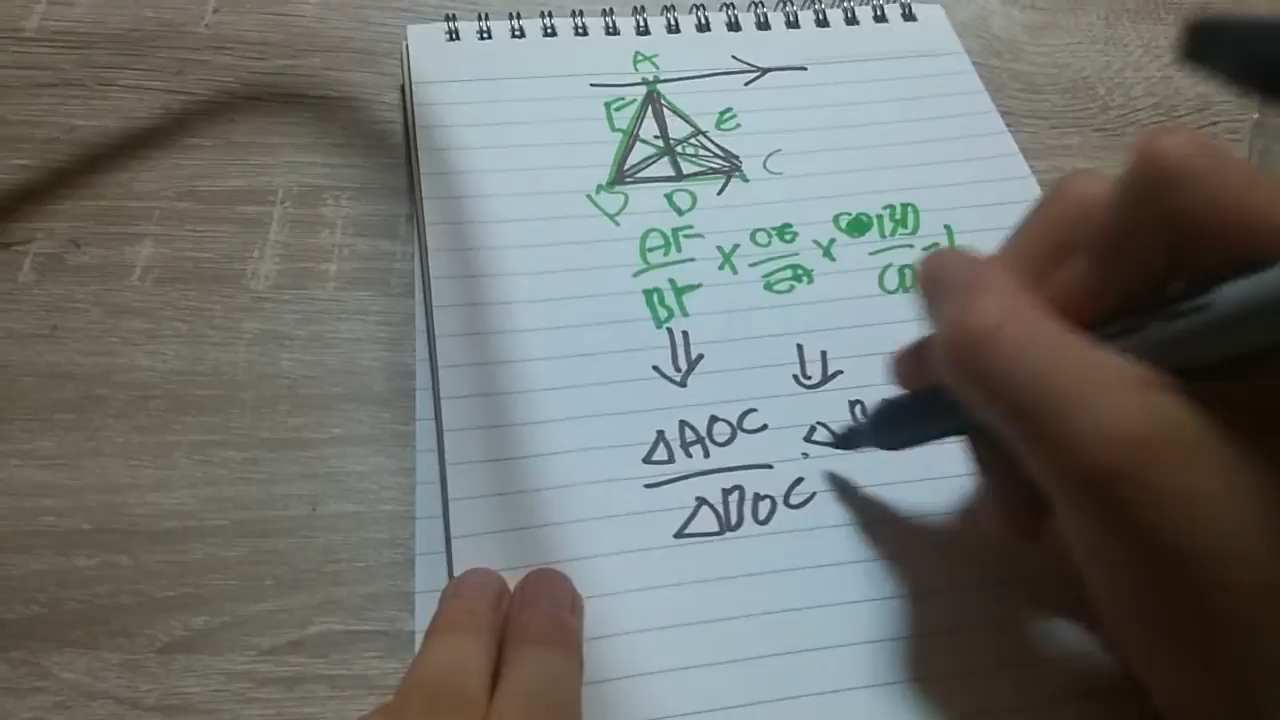 A
F E
C
B D
AF/BF × OE/EA × BD/CD = 1
⇓ ⇓
ΔAOC/ΔBOC · Δ